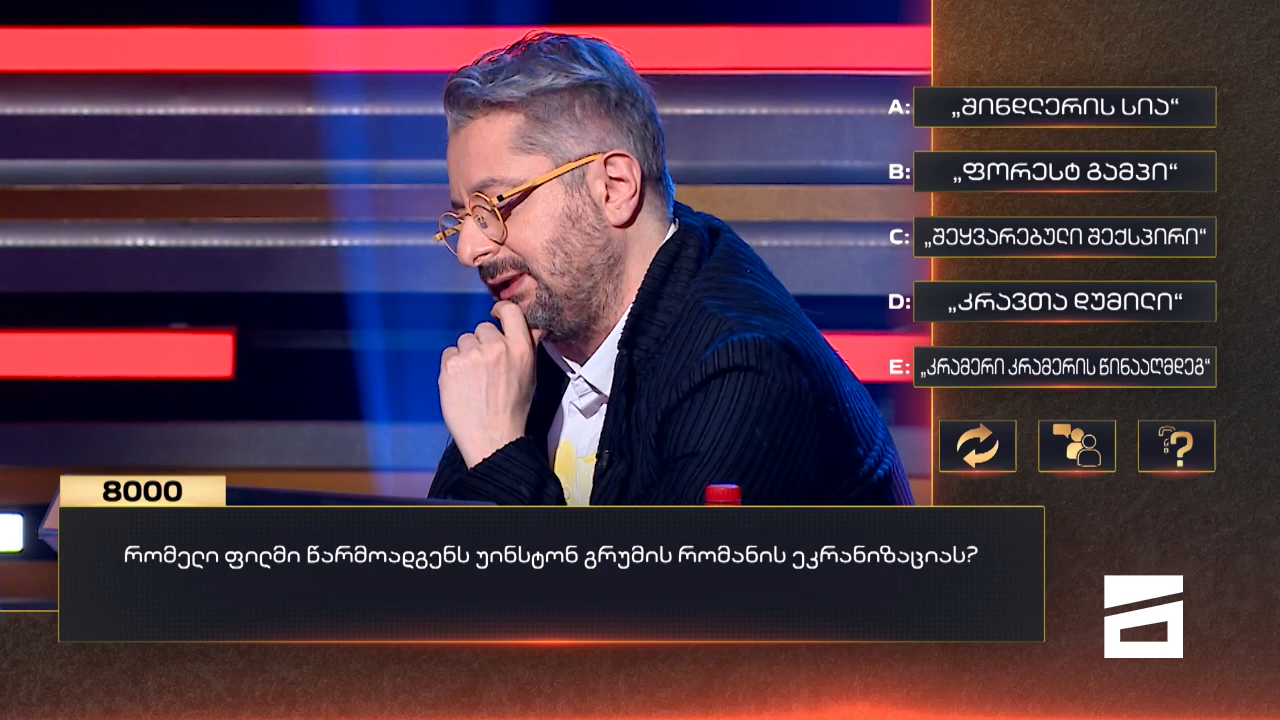 A: „შინდლერის სია“
B: „ფორესტ გამპი“
C: „შეყვარებული შექსპირი“
D: „კრავთა დუმილი“
E: „კრამერი კრამერის წინააღმდეგ“
8000
რომელი ფილმი წარმოადგენს უინსტონ გრუმის რომანის ეკრანიზაციას?